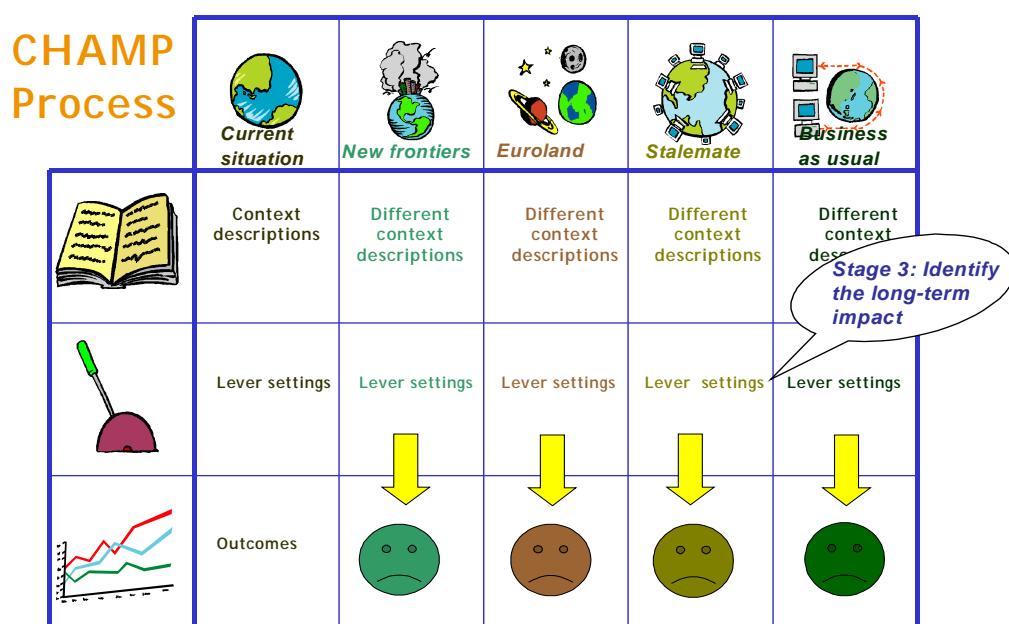 CHAMP
Process
Current
situation
New frontiers
Euroland
Stalemate
Business
as usual
Context
descriptions
Different
context
descriptions
Different
context
descriptions
Different
context
descriptions
Different
context
Stage 3: Identify
the long-term
impact
Lever settings
Lever settings
Lever settings
Lever settings
Lever settings
Outcomes